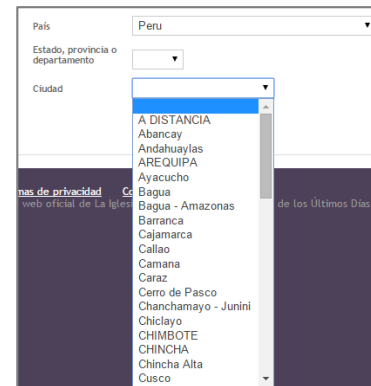 País Peru
Estado, provincia o
departamento
Ciudad
A DISTANCIA
Abancay
Andahuaylas
AREQUIPA
Ayacucho
mas de privacidad Co
Bagua
web oficial de La Iglesi de los Últimos Días
Bagua - Amazonas
Barranca
Cajamarca
Callao
Camana
Caraz
Cerro de Pasco
Chanchamayo - Junini
Chiclayo
CHIMBOTE
CHINCHA
Chincha Alta
Cusco